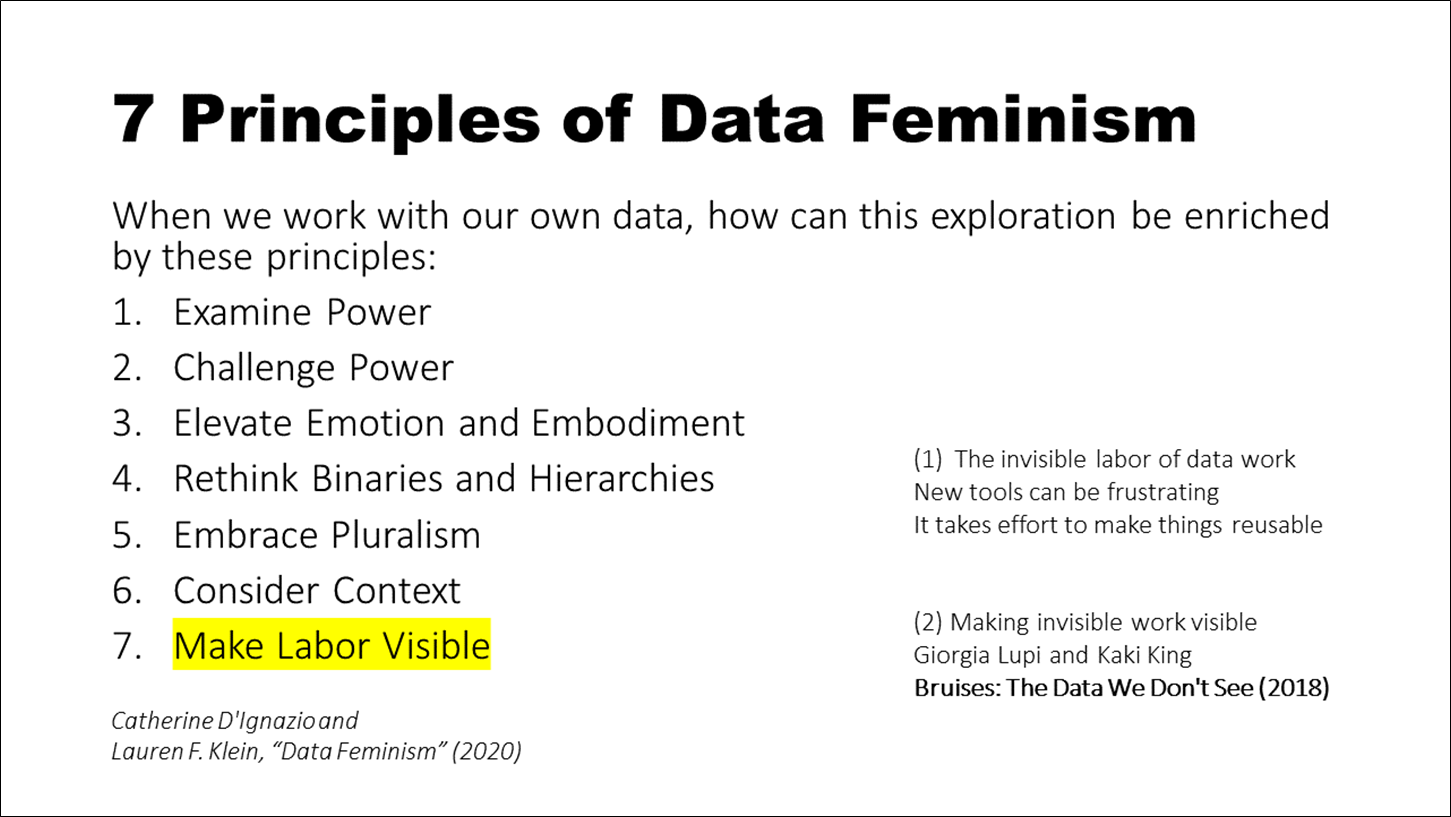 7 Principles of Data Feminism
When we work with our own data, how can this exploration be enriched
by these principles:
1. Examine Power
2. Challenge Power
3. Elevate Emotion and Embodiment
4. Rethink Binaries and Hierarchies
5. Embrace Pluralism
6. Consider Context
7. Make Labor Visible
Catherine D'Ignazio and
Lauren F. Klein, “Data Feminism” (2020)
(1) The invisible labor of data work
New tools can be frustrating
It takes effort to make things reusable
(2) Making invisible work visible
Giorgia Lupi and Kaki King
Bruises: The Data We Don't See (2018)